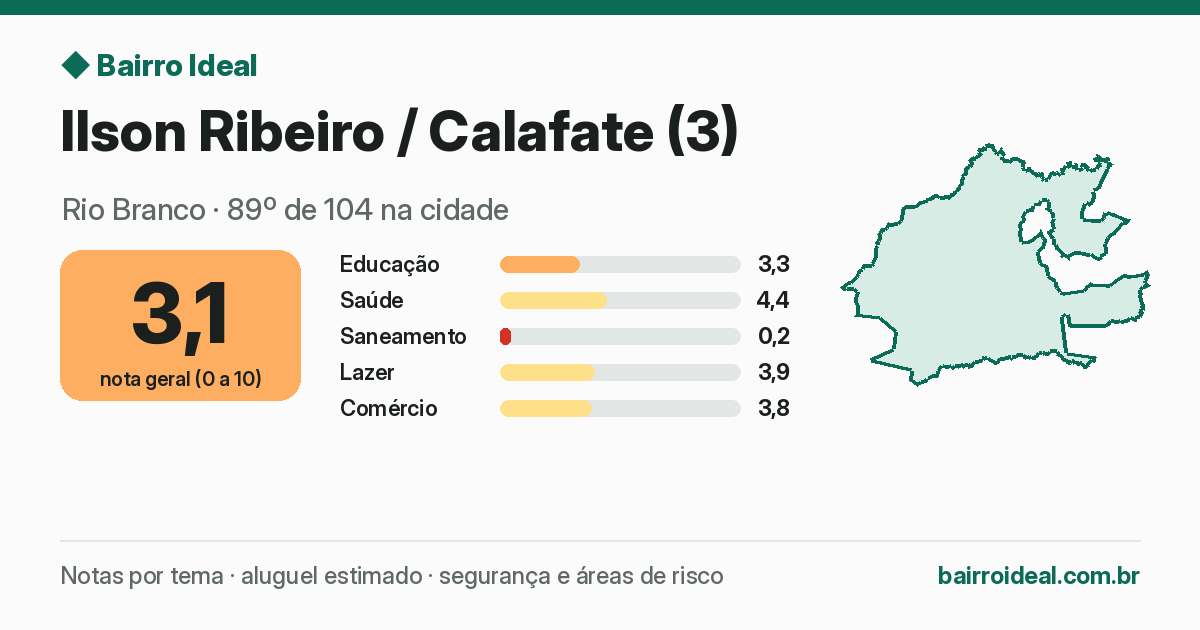 Bairro Ideal
Ilson Ribeiro / Calafate (3)
Rio Branco · 89º de 104 na cidade
3,1
nota geral (0 a 10)
Educação 3,3
Saúde 4,4
Saneamento 0,2
Lazer 3,9
Comércio 3,8
Notas por tema · aluguel estimado · segurança e áreas de risco
bairroideal.com.br